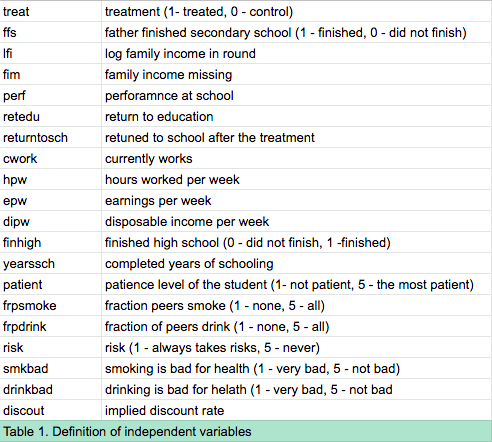 treat treatment (1- treated, 0 - control)
ffs father finished secondary school (1 - finished, 0 - did not finish)
lfi log family income in round
fim family income missing
perf perforamnce at school
retedu return to education
returntosch retuned to school after the treatment
cwork currently works
hpw hours worked per week
epw earnings per week
dipw disposable income per week
finhigh finished high school (0 - did not finish, 1 -finished)
yearssch completed years of schooling
patient patience level of the student (1- not patient, 5 - the most patient)
frpsmoke fraction peers smoke (1 - none, 5 - all)
frpdrink fraction of peers drink (1 - none, 5 - all)
risk risk (1 - always takes risks, 5 - never)
smkbad smoking is bad for health (1 - very bad, 5 - not bad)
drinkbad drinking is bad for helath (1 - very bad, 5 - not bad
discout implied discount rate
Table 1. Definition of independent variables